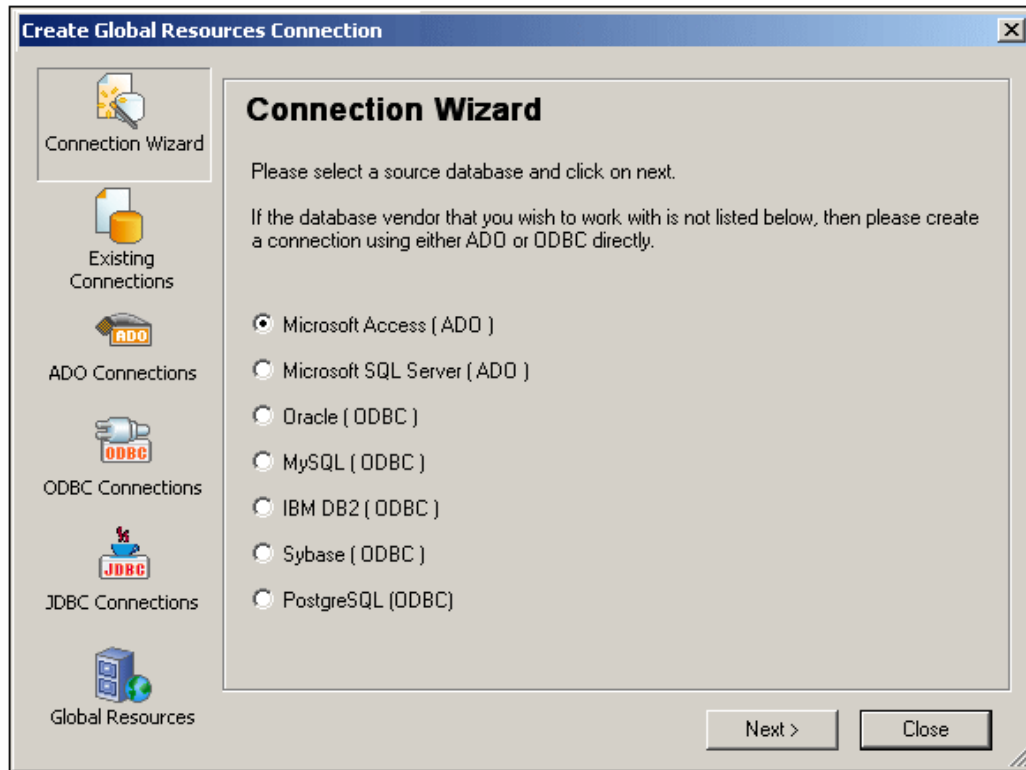 Create Global Resources Connection
Connection Wizard
Existing
Connections
ADO
ADO Connections
ODBC
ODBC Connections
JDBC
JDBC Connections
Global Resources
Connection Wizard
Please select a source database and click on next.
If the database vendor that you wish to work with is not listed below, then please create
a connection using either ADO or ODBC directly.
Microsoft Access ( ADO )
Microsoft SQL Server ( ADO )
Oracle ( ODBC )
MySQL ( ODBC )
IBM DB2 ( ODBC )
Sybase ( ODBC )
PostgreSQL (ODBC)
Next >
Close